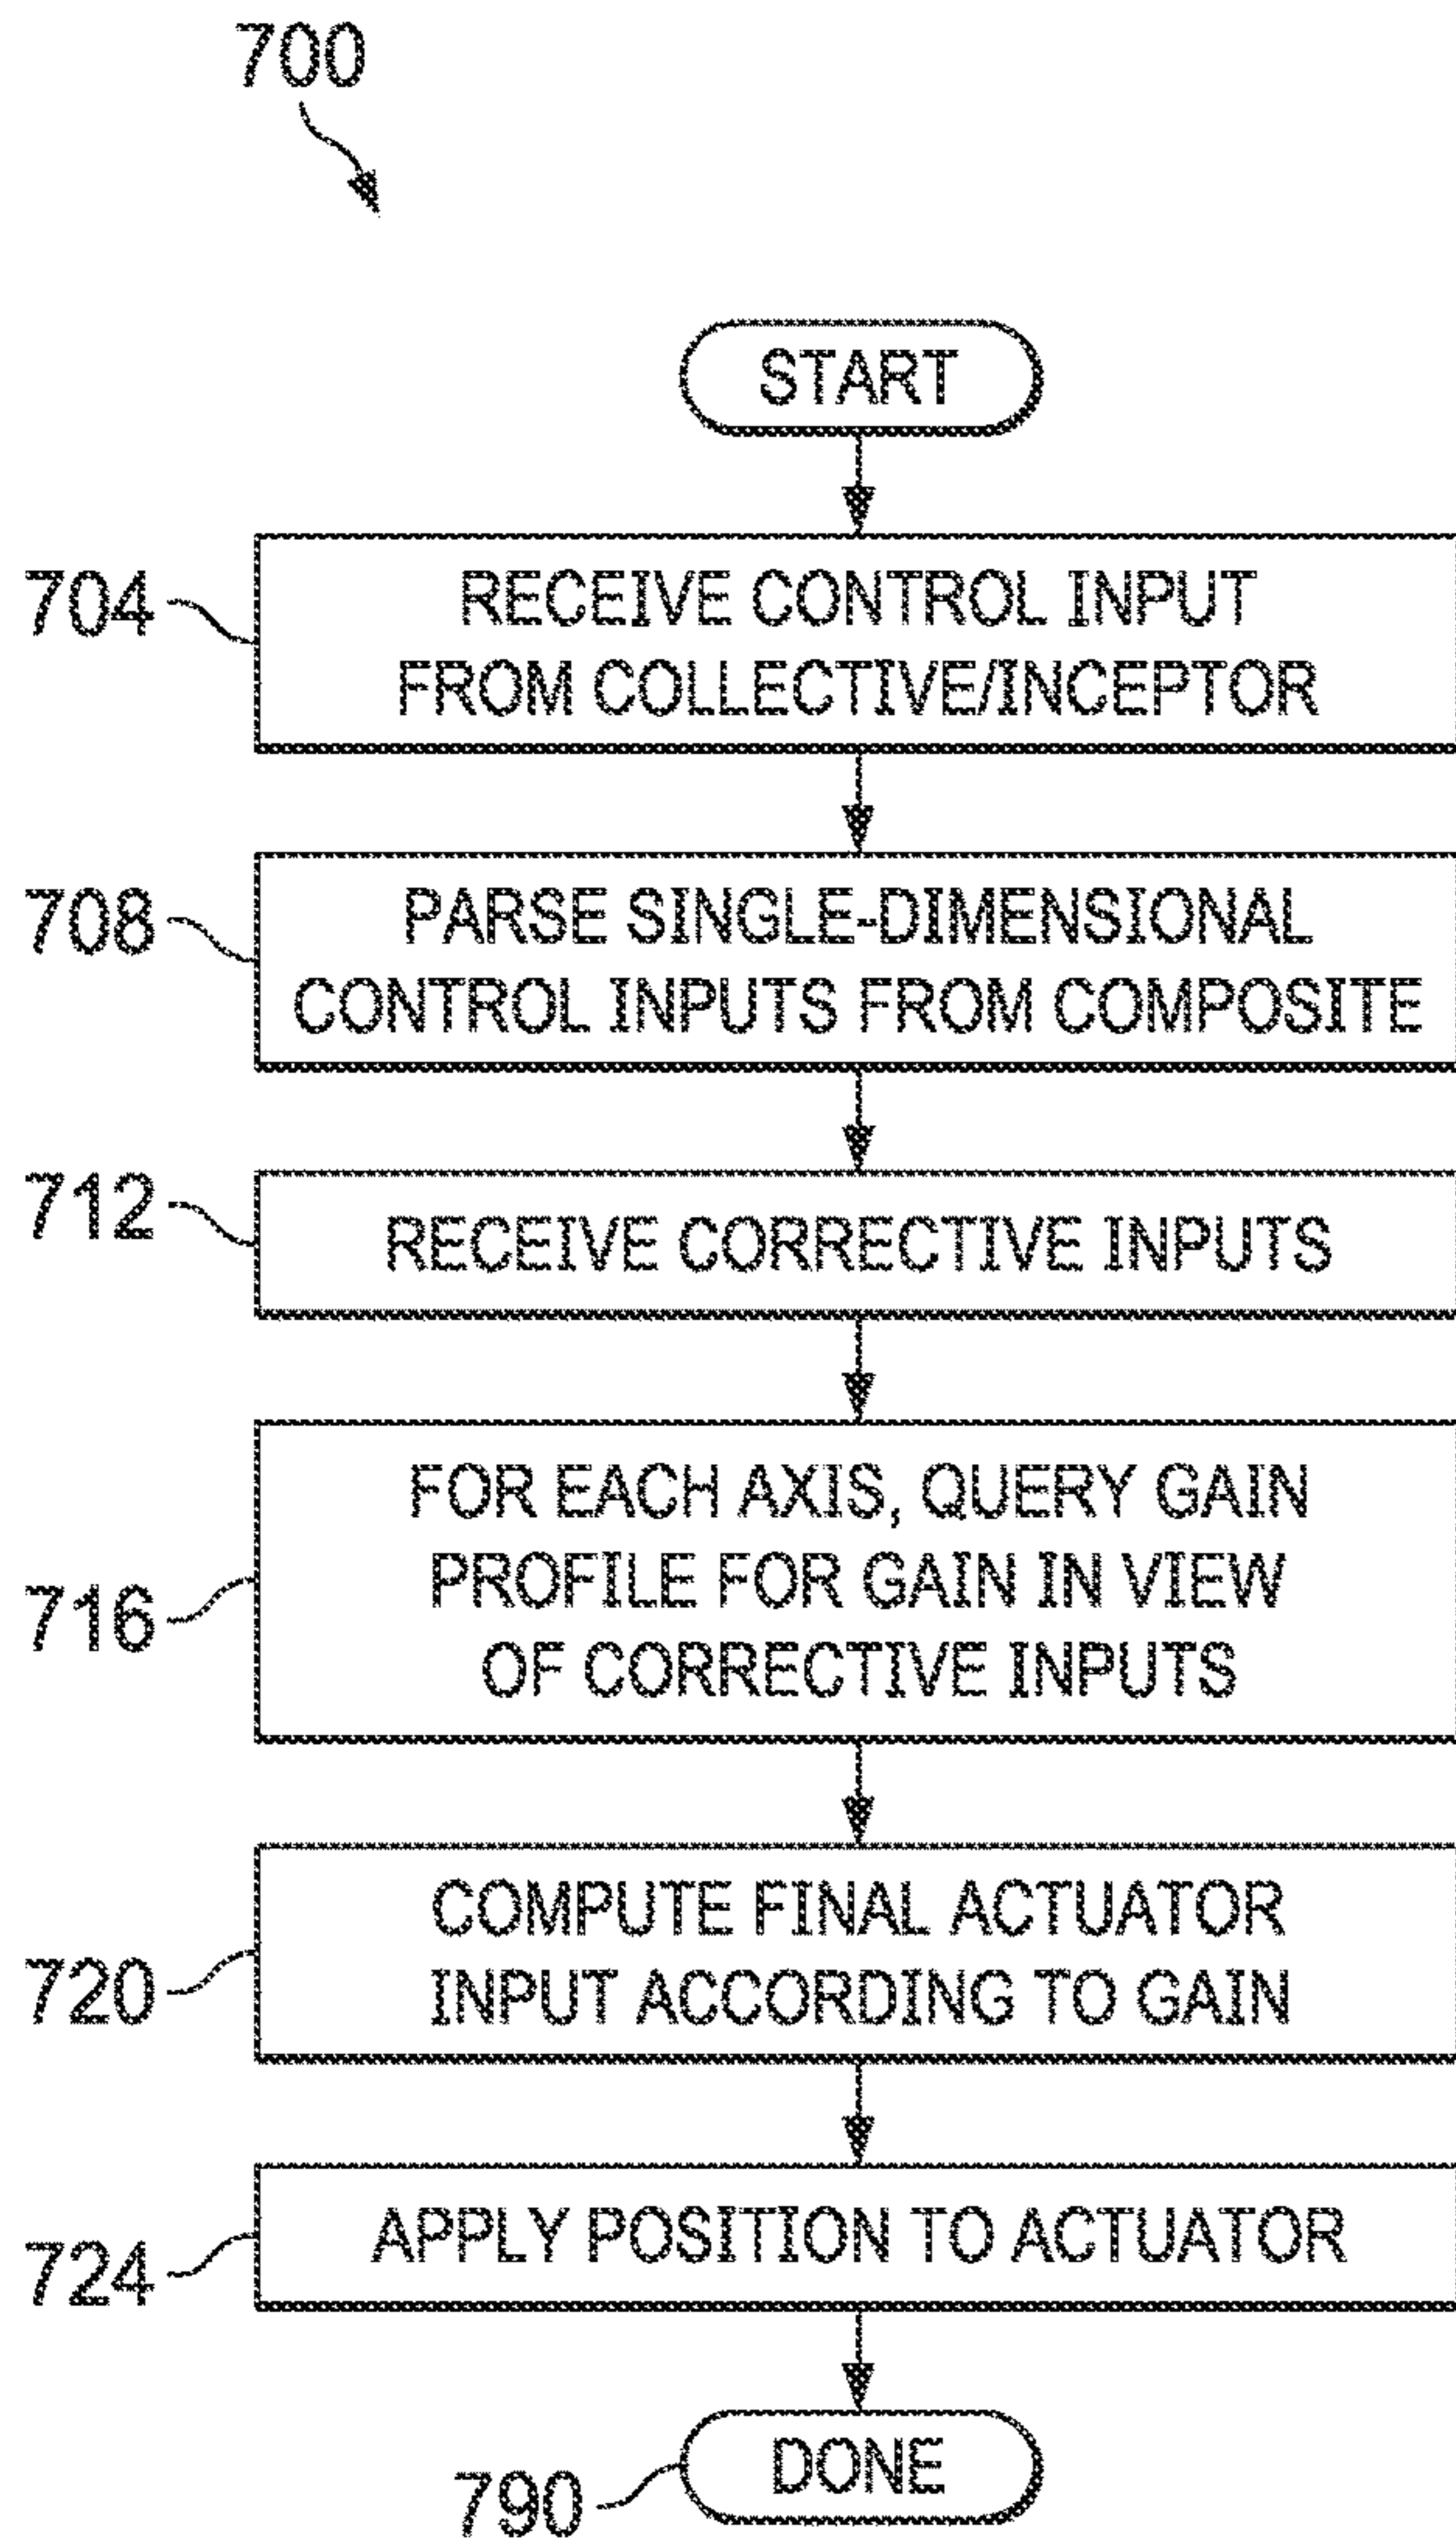 700
START
704
RECEIVE CONTROL INPUT
FROM COLLECTIVE/INCEPTOR
708
PARSE SINGLE-DIMENSIONAL
CONTROL INPUTS FROM COMPOSITE
712
RECEIVE CORRECTIVE INPUTS
716
FOR EACH AXIS, QUERY GAIN
PROFILE FOR GAIN IN VIEW
OF CORRECTIVE INPUTS
720
COMPUTE FINAL ACTUATOR
INPUT ACCORDING TO GAIN
724
APPLY POSITION TO ACTUATOR
790
DONE